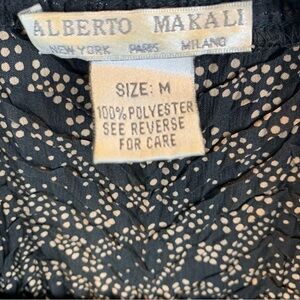 ALBERTO MAKALI
NEW YORK PARIS MILANO
SIZE: M
100% POLYESTER
SEE REVERSE
FOR CARE